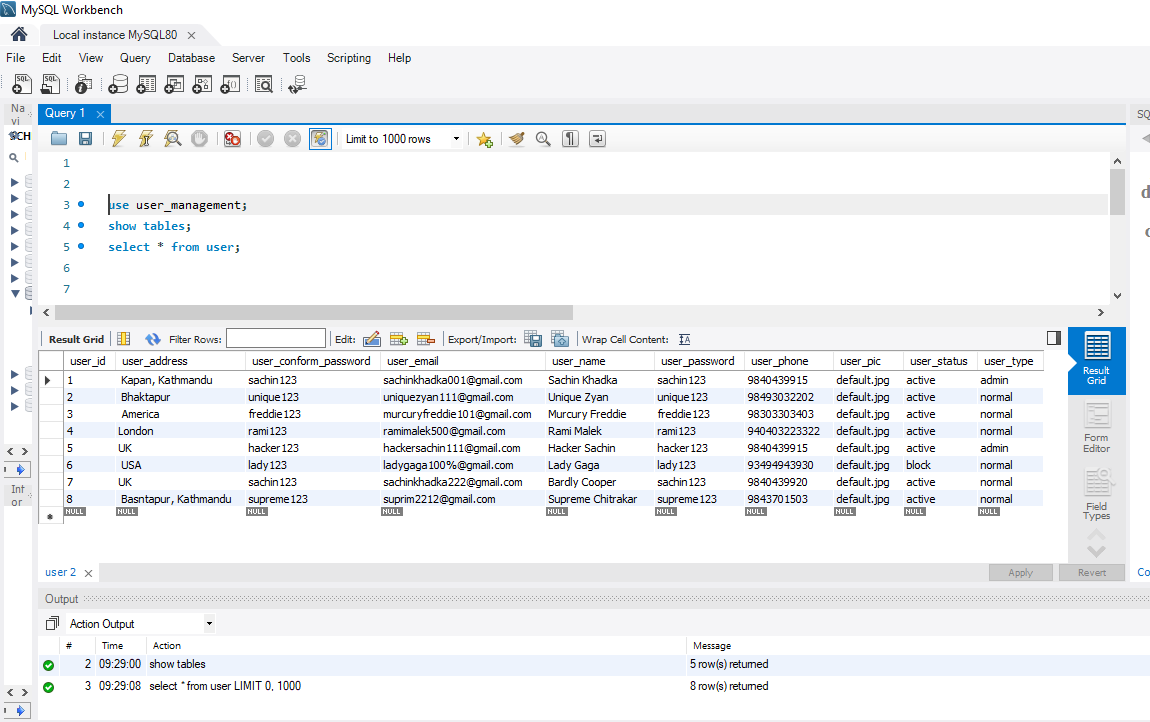 MySQL Workbench
Local instance MySQL80
File Edit View Query Database Server Tools Scripting Help
Na
vi
Query 1
SQ
CH
Limit to 1000 rows
1
2
3 use user_management;
4 show tables;
5 select * from user;
6
7
Result Grid Filter Rows: Edit: Export/Import: Wrap Cell Content:
user_id user_address user_conform_password user_email user_name user_password user_phone user_pic user_status user_type
1 Kapan, Kathmandu sachin123 sachinkhadka001@gmail.com Sachin Khadka sachin123 9840439915 default.jpg active admin
2 Bhaktapur unique123 uniquezyan111@gmail.com Unique Zyan unique123 98493032202 default.jpg active normal
3 America freddie123 murcuryfreddie101@gmail.com Murcury Freddie freddie123 98303303403 default.jpg active normal
4 London rami123 ramimalek500@gmail.com Rami Malek rami123 940403223322 default.jpg active normal
5 UK hacker123 hackersachin111@gmail.com Hacker Sachin hacker123 9840439915 default.jpg active admin
6 USA lady123 ladygaga100%@gmail.com Lady Gaga lady123 93494943930 default.jpg block normal
7 UK sachin123 sachinkhadka222@gmail.com Bardly Cooper sachin123 9840439920 default.jpg active normal
8 Basntapur, Kathmandu supreme123 suprim2212@gmail.com Supreme Chitrakar supreme123 9843701503 default.jpg active normal
NULL NULL NULL NULL NULL NULL NULL NULL NULL NULL
Result
Grid
Form
Editor
Field
Types
Inf
or
user 2
Apply Revert
Co
Output
Action Output
# Time Action Message
2 09:29:00 show tables 5 row(s) returned
3 09:29:08 select * from user LIMIT 0, 1000 8 row(s) returned